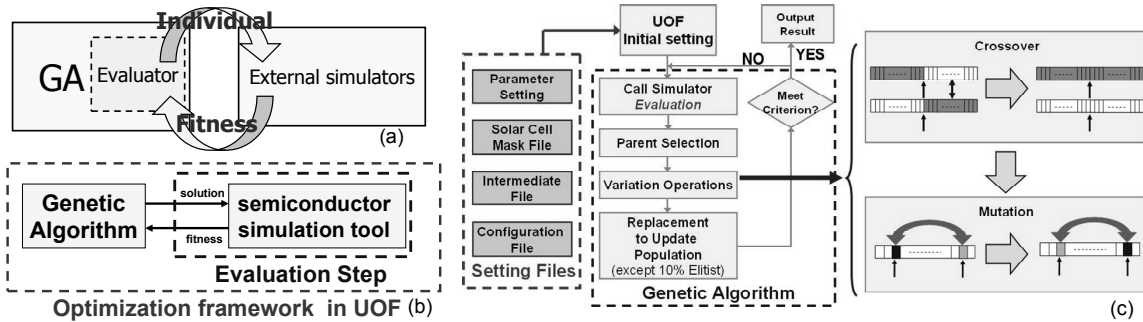 Individual
GA
Evaluator
External simulators
Fitness
(a)
solution
Genetic
Algorithm
semiconductor
simulation tool
fitness
Evaluation Step
Optimization framework in UOF (b)
UOF
Initial setting
Output
Result
NO
YES
Parameter
Setting
Solar Cell
Mask File
Intermediate
File
Configuration
File
Setting Files
Call Simulator
Evaluation
Meet
Criterion?
Parent Selection
Variation Operations
Replacement
to Update
Population
(except 10% Elitist)
Genetic Algorithm
Crossover
Mutation
(c)